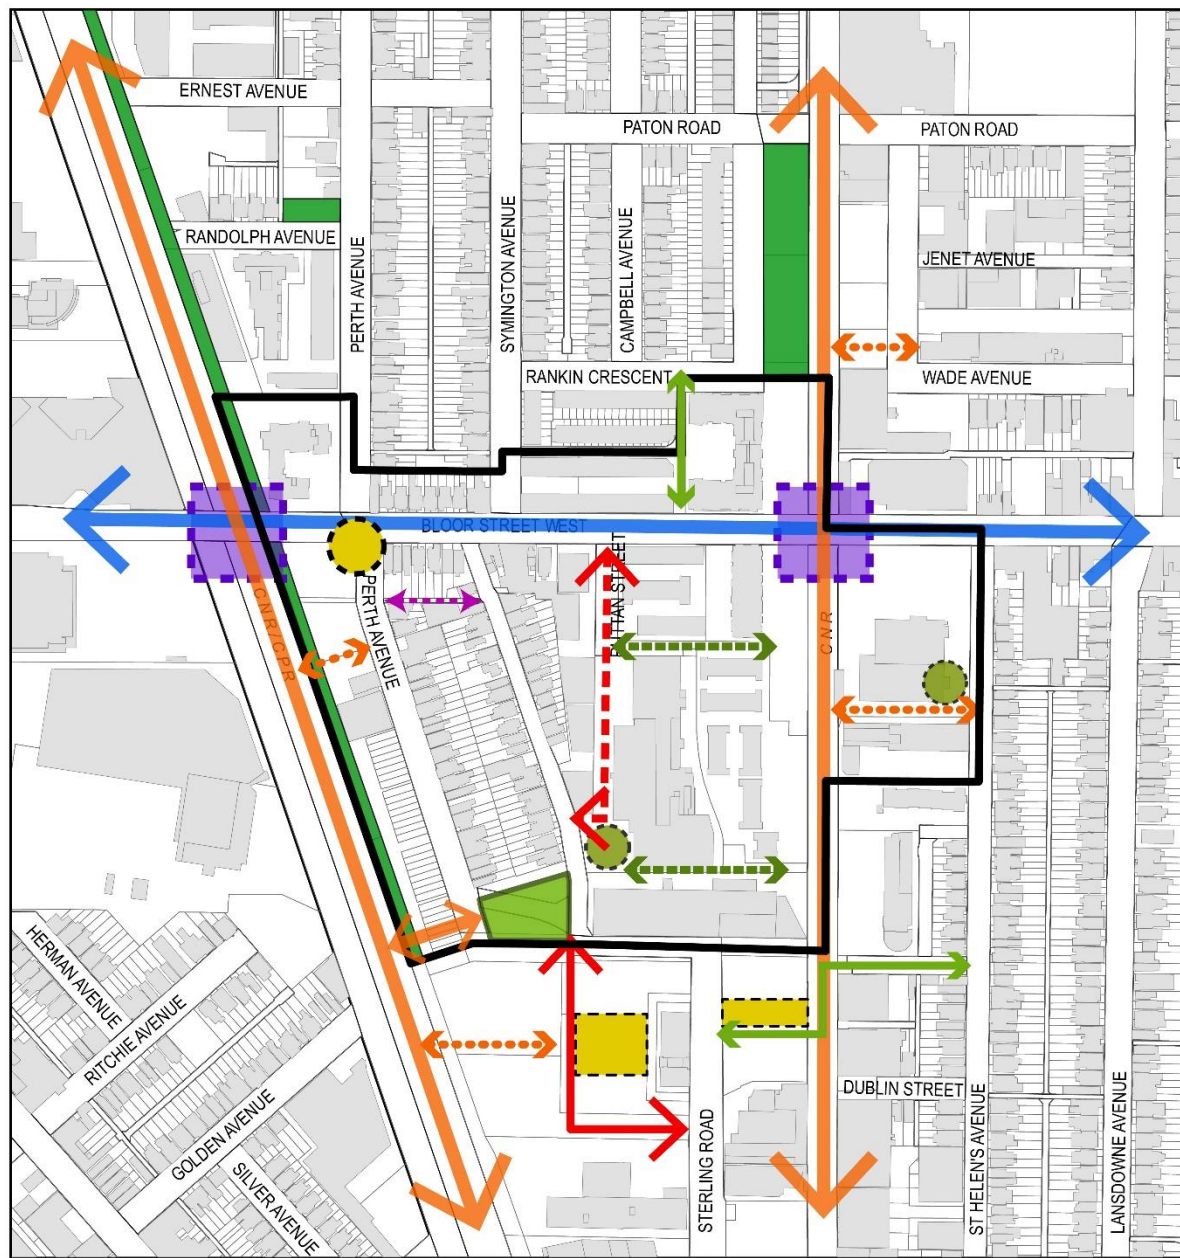 ERNEST AVENUE
PATON ROAD
PATON ROAD
RANDOLPH AVENUE
PERTH AVENUE
SYMINGTON AVENUE
CAMPBELL AVENUE
JENET AVENUE
RANKIN CRESCENT
WADE AVENUE
BLOOR STREET WEST
STREET
PERTH AVENUE
CNR/CPR
CNR
HERMAN AVENUE
RITCHIE AVENUE
GOLDEN AVENUE
SILVER AVENUE
STERLING ROAD
DUBLIN STREET
ST HELEN'S AVENUE
LANSDOWNE AVENUE